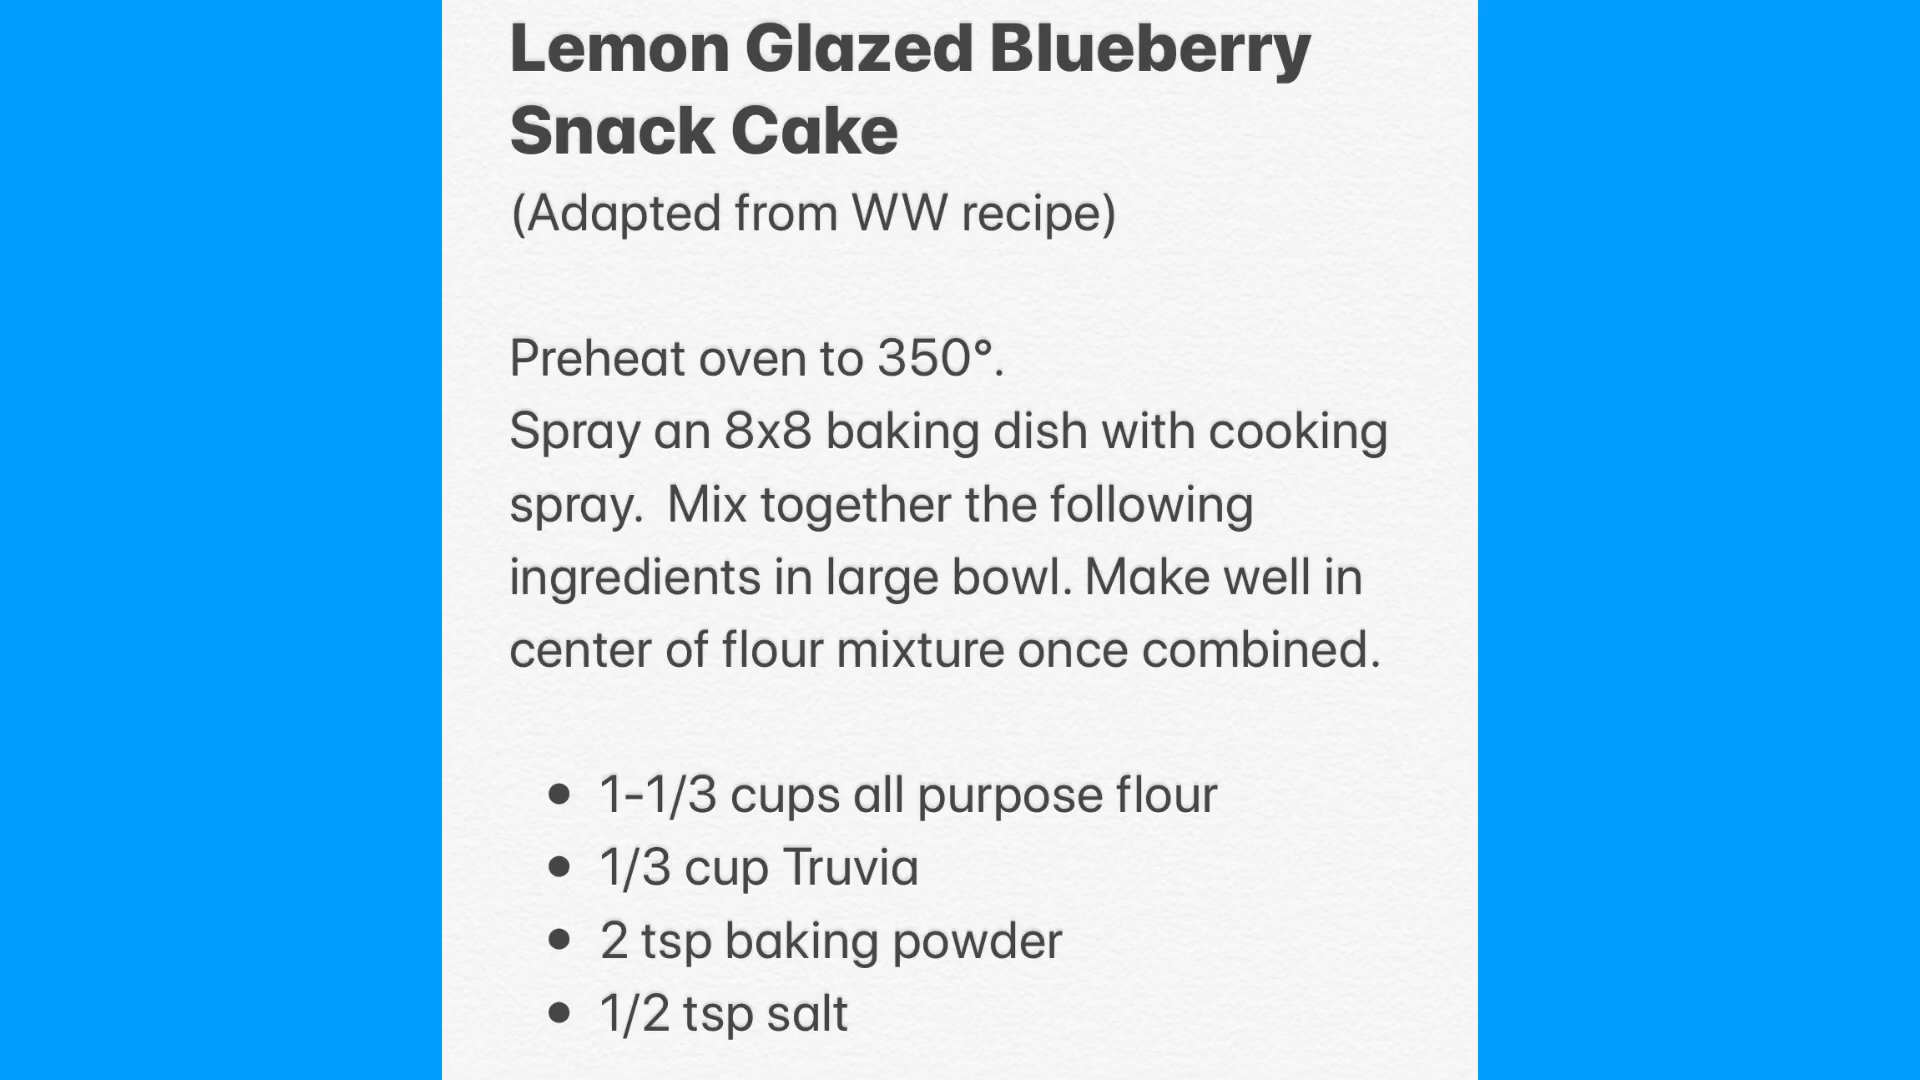 Lemon Glazed Blueberry
Snack Cake
(Adapted from WW recipe)
Preheat oven to 350°.
Spray an 8x8 baking dish with cooking
spray.  Mix together the following
ingredients in large bowl. Make well in
center of flour mixture once combined.
• 1-1/3 cups all purpose flour
• 1/3 cup Truvia
• 2 tsp baking powder
• 1/2 tsp salt